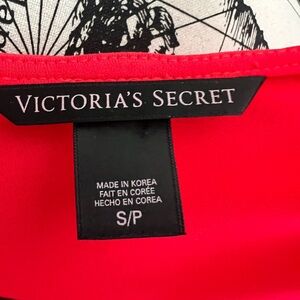 VICTORIA'S SECRET
MADE IN KOREA
FAIT EN CORÉE
HECHO EN COREA
S/P